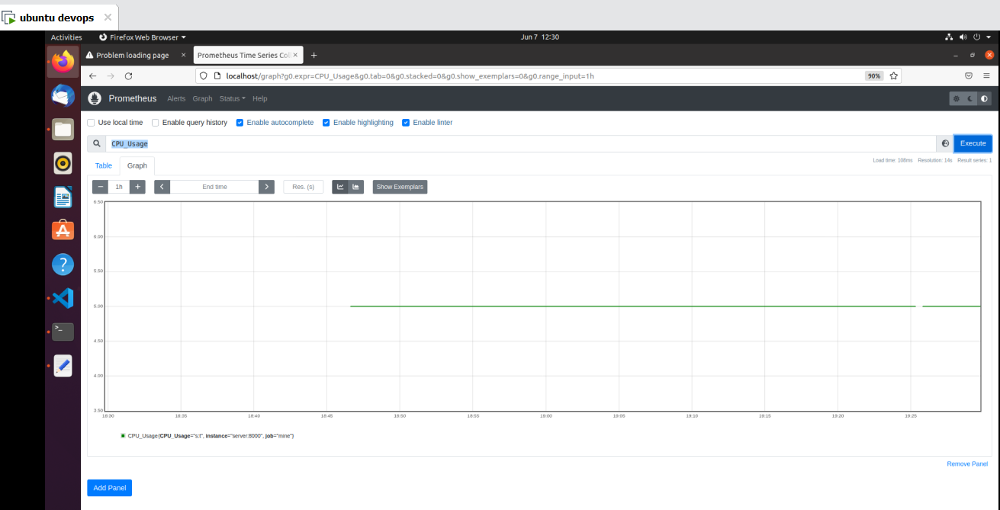 ubuntu devops
Activities Firefox Web Browser Jun 7 12:30
Problem loading page Prometheus Time Series Coll
localhost/graph?g0.expr=CPU_Usage&g0.tab=0&g0.stacked=0&g0.show_exemplars=0&g0.range_input=1h 90%
Prometheus Alerts Graph Status Help
Use local time Enable query history Enable autocomplete Enable highlighting Enable linter
CPU_Usage Execute
Table Graph Load time: 108ms Resolution: 14s Result series: 1
− 1h + End time Res. (s) Show Exemplars
6.50
6.00
5.50
5.00
4.50
4.00
3.50
18:30 18:35 18:40 18:45 18:50 18:55 19:00 19:05 19:10 19:15 19:20 19:25
CPU_Usage{CPU_Usage="s:t", instance="server:8000", job="mine"}
Remove Panel
Add Panel